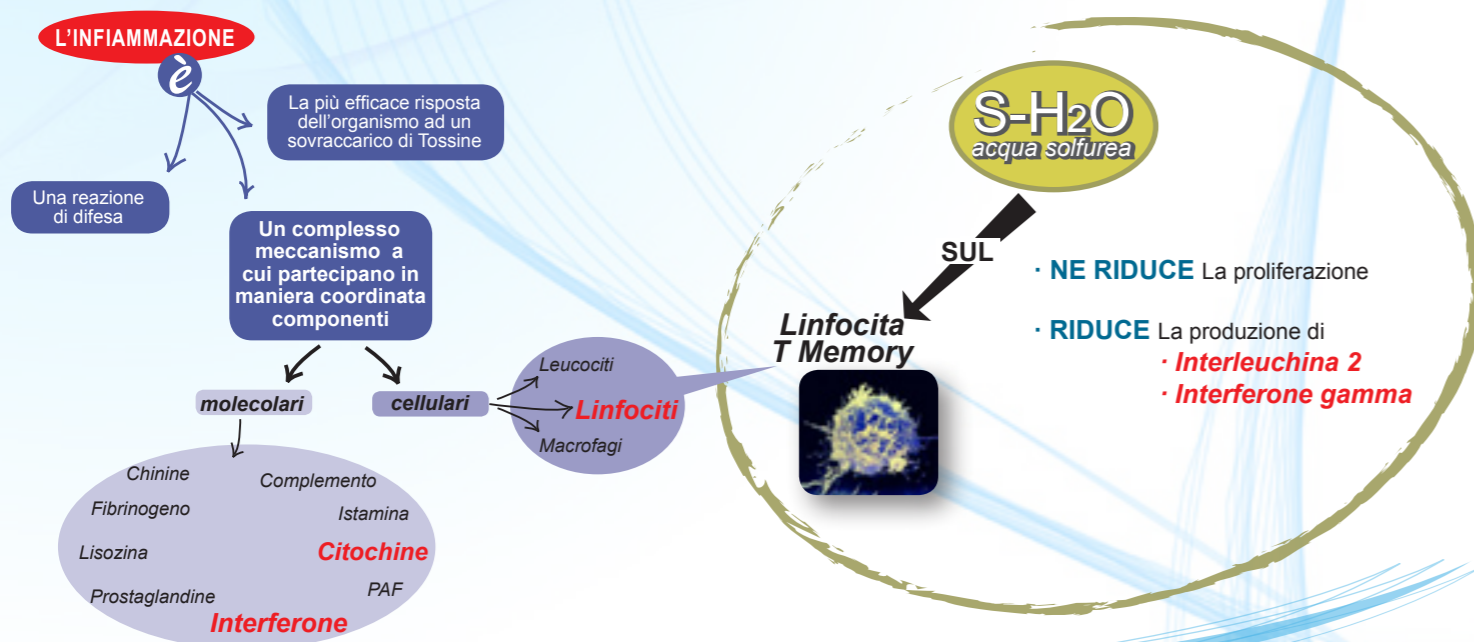 L'INFIAMMAZIONE
è
La più efficace risposta
dell'organismo ad un
sovraccarico di Tossine
Una reazione
di difesa
Un complesso
meccanismo a
cui partecipano in
maniera coordinata
componenti
molecolari
cellulari
Leucociti
Linfociti
Macrofagi
Chinine
Complemento
Fibrinogeno
Istamina
Lisozina
Citochine
Prostaglandine
PAF
Interferone
S-H2O
acqua solfurea
SUL
Linfocita
T Memory
· NE RIDUCE La proliferazione
· RIDUCE La produzione di
· Interleuchina 2
· Interferone gamma